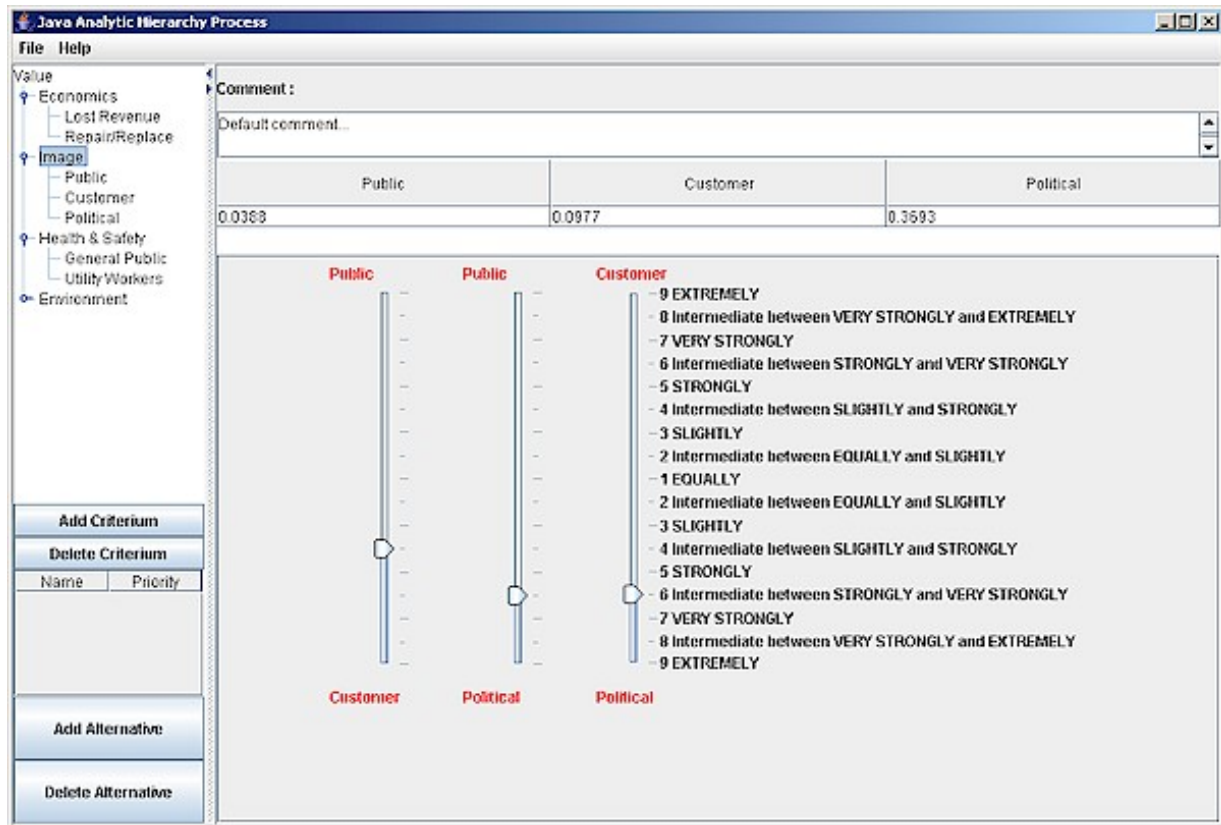 Java Analytic Hierarchy Process
File Help
Value
Economics
Lost Revenue
Repair/Replace
Image
Public
Customer
Political
Health & Safety
General Public
Utility Workers
Environment
Add Criterium
Delete Criterium
Name Priority
Add Alternative
Delete Alternative
Comment :
Default comment...
Public Customer Political
0.0388 0.0977 0.3693
Public Public Customer
9 EXTREMELY
8 Intermediate between VERY STRONGLY and EXTREMELY
7 VERY STRONGLY
6 Intermediate between STRONGLY and VERY STRONGLY
5 STRONGLY
4 Intermediate between SLIGHTLY and STRONGLY
3 SLIGHTLY
2 Intermediate between EQUALLY and SLIGHTLY
1 EQUALLY
2 Intermediate between EQUALLY and SLIGHTLY
3 SLIGHTLY
4 Intermediate between SLIGHTLY and STRONGLY
5 STRONGLY
6 Intermediate between STRONGLY and VERY STRONGLY
7 VERY STRONGLY
8 Intermediate between VERY STRONGLY and EXTREMELY
9 EXTREMELY
Customer Political Political